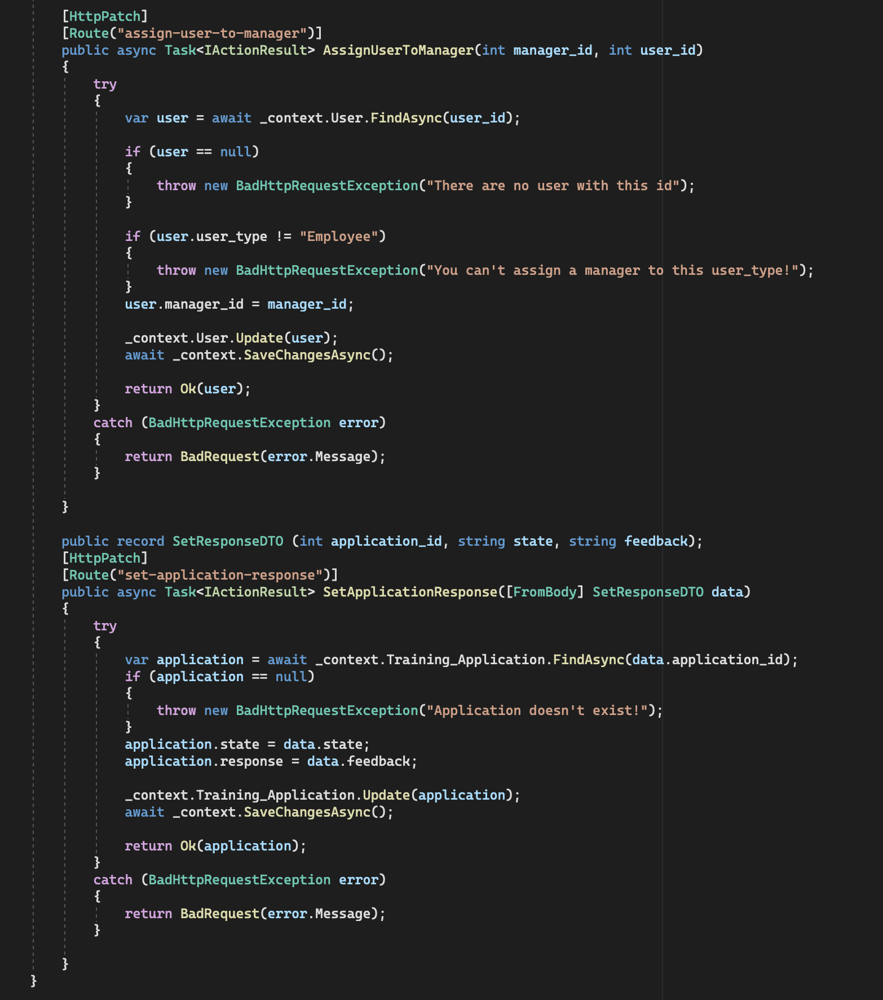 [HttpPatch]
[Route("assign-user-to-manager")]
public async Task<IActionResult> AssignUserToManager(int manager_id, int user_id)
{
try
{
var user = await _context.User.FindAsync(user_id);
if (user == null)
{
throw new BadHttpRequestException("There are no user with this id");
}
if (user.user_type != "Employee")
{
throw new BadHttpRequestException("You can't assign a manager to this user_type!");
}
user.manager_id = manager_id;
_context.User.Update(user);
await _context.SaveChangesAsync();
return Ok(user);
}
catch (BadHttpRequestException error)
{
return BadRequest(error.Message);
}
}
public record SetResponseDTO (int application_id, string state, string feedback);
[HttpPatch]
[Route("set-application-response")]
public async Task<IActionResult> SetApplicationResponse([FromBody] SetResponseDTO data)
{
try
{
var application = await _context.Training_Application.FindAsync(data.application_id);
if (application == null)
{
throw new BadHttpRequestException("Application doesn't exist!");
}
application.state = data.state;
application.response = data.feedback;
_context.Training_Application.Update(application);
await _context.SaveChangesAsync();
return Ok(application);
}
catch (BadHttpRequestException error)
{
return BadRequest(error.Message);
}
}
}